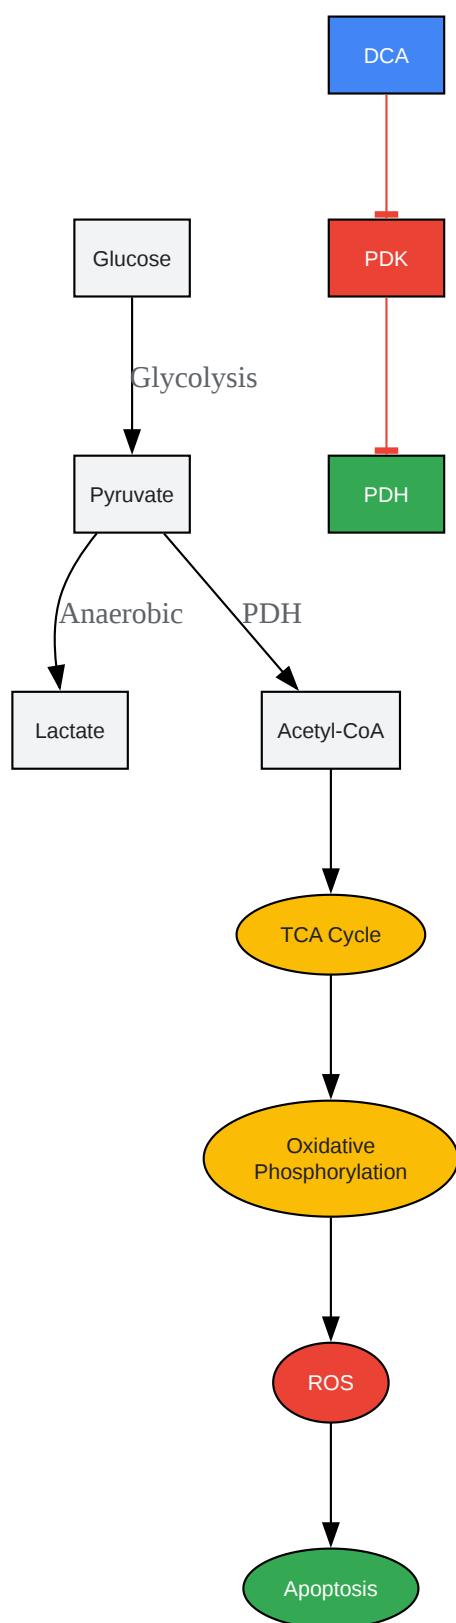 DCA
Glucose
PDK
Glycolysis
Pyruvate
PDH
Anaerobic
PDH
Lactate
Acetyl-CoA
TCA Cycle
Oxidative
Phosphorylation
ROS
Apoptosis